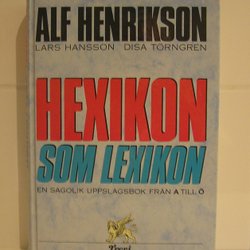 ALF HENRIKSON
LARS HANSSON DISA TÖRNGREN
HEXIKON
SOM LEXIKON
EN SAGOLIK UPPSLAGSBOK FRÅN A TILL Ö